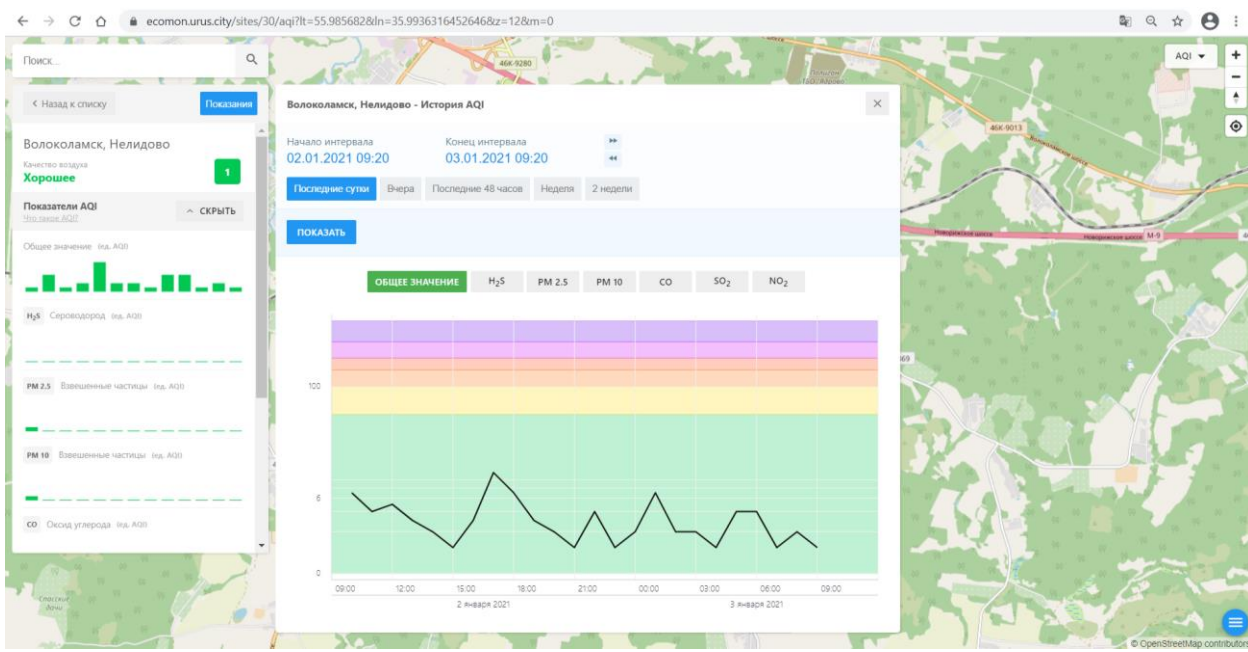 ecomon.urus.city/sites/30/aqi?lt=55.985682&ln=35.9936316452646&z=12&m=0
Поиск...
46К-9280
AQI
+
−
< Назад к списку
Показания
Волоколамск, Нелидово - История AQI
46К-9013
Волоколамск, Нелидово
Качество воздуха
Хорошее
1
Начало интервала
Конец интервала
02.01.2021 09:20
03.01.2021 09:20
Последние сутки
Вчера
Последние 48 часов
Неделя
2 недели
Показатели AQI
Что такое AQI?
СКРЫТЬ
ПОКАЗАТЬ
Новорижское шоссе
Новорижское шоссе
М-9
Общее значение (ед. AQI)
ОБЩЕЕ ЗНАЧЕНИЕ
H₂S
PM 2.5
PM 10
CO
SO₂
NO₂
H₂S Сероводород (ед. AQI)
PM 2.5 Взвешенные частицы (ед. AQI)
100
PM 10 Взвешенные частицы (ед. AQI)
6
CO Оксид углерода (ед. AQI)
0
09:00
12:00
15:00
18:00
21:00
00:00
03:00
06:00
09:00
2 января 2021
3 января 2021
© OpenStreetMap contributors